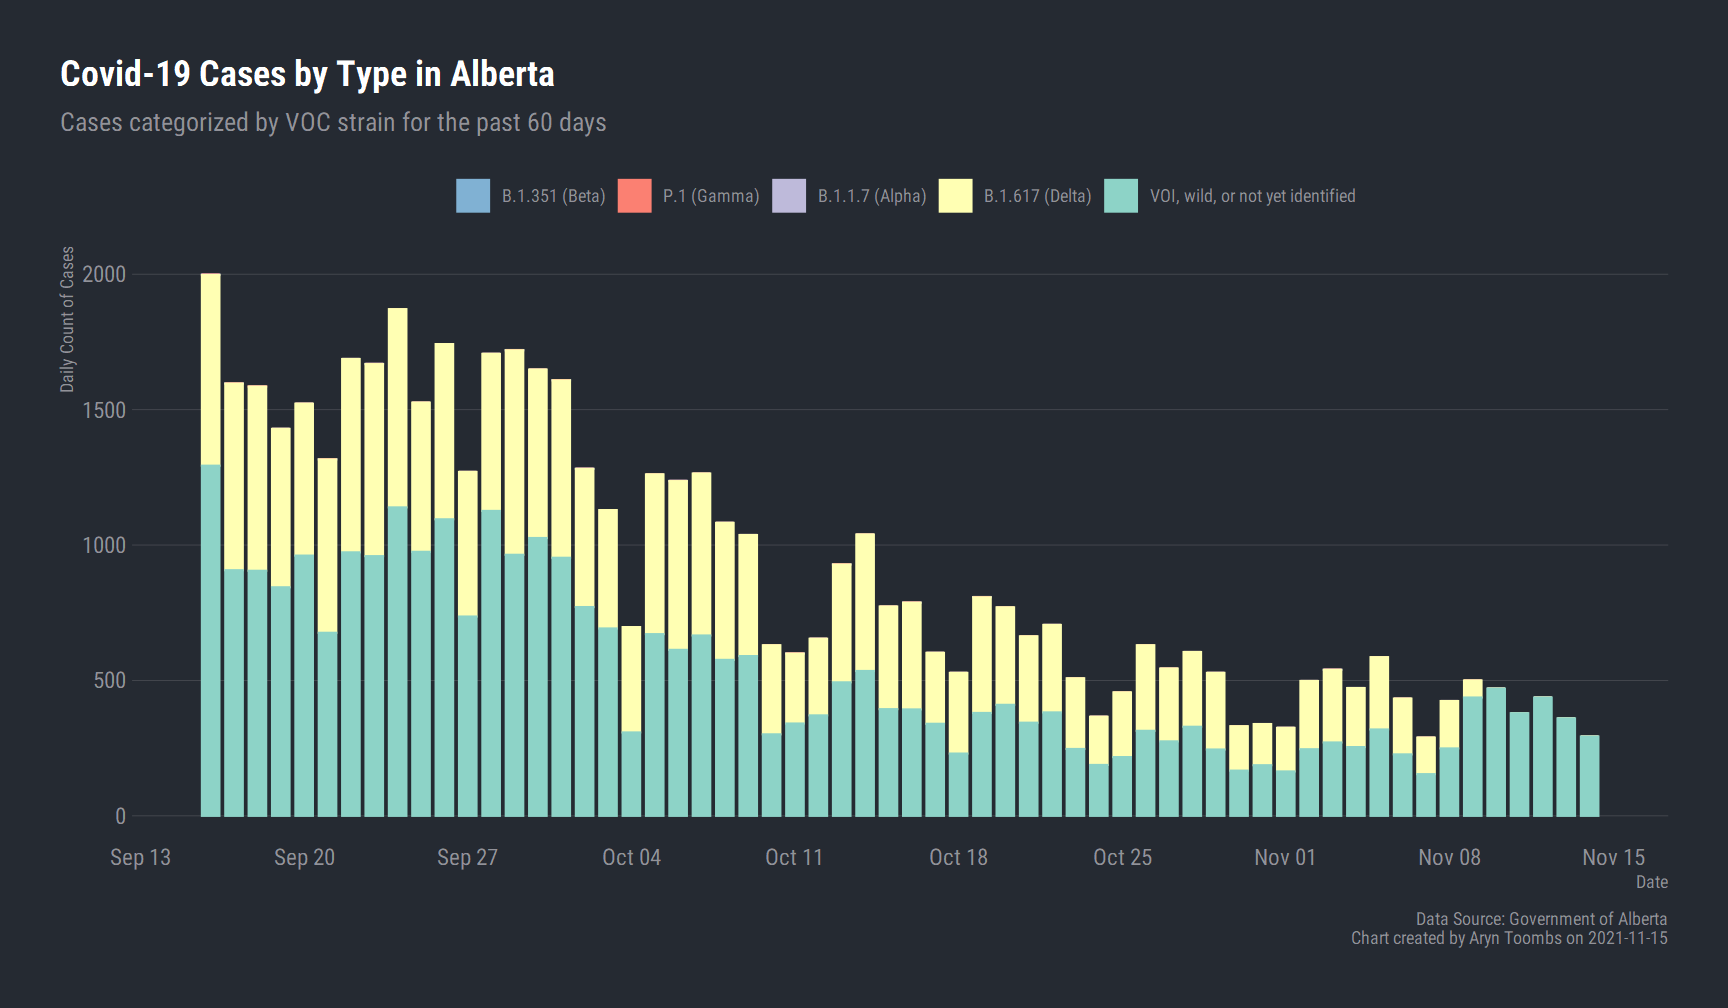 Covid-19 Cases by Type in Alberta
Cases categorized by VOC strain for the past 60 days
B.1.351 (Beta)
P.1 (Gamma)
B.1.1.7 (Alpha)
B.1.617 (Delta)
VOI, wild, or not yet identified
Daily Count of Cases
2000
1500
1000
500
0
Sep 13
Sep 20
Sep 27
Oct 04
Oct 11
Oct 18
Oct 25
Nov 01
Nov 08
Nov 15
Date
Data Source: Government of Alberta
Chart created by Aryn Toombs on 2021-11-15